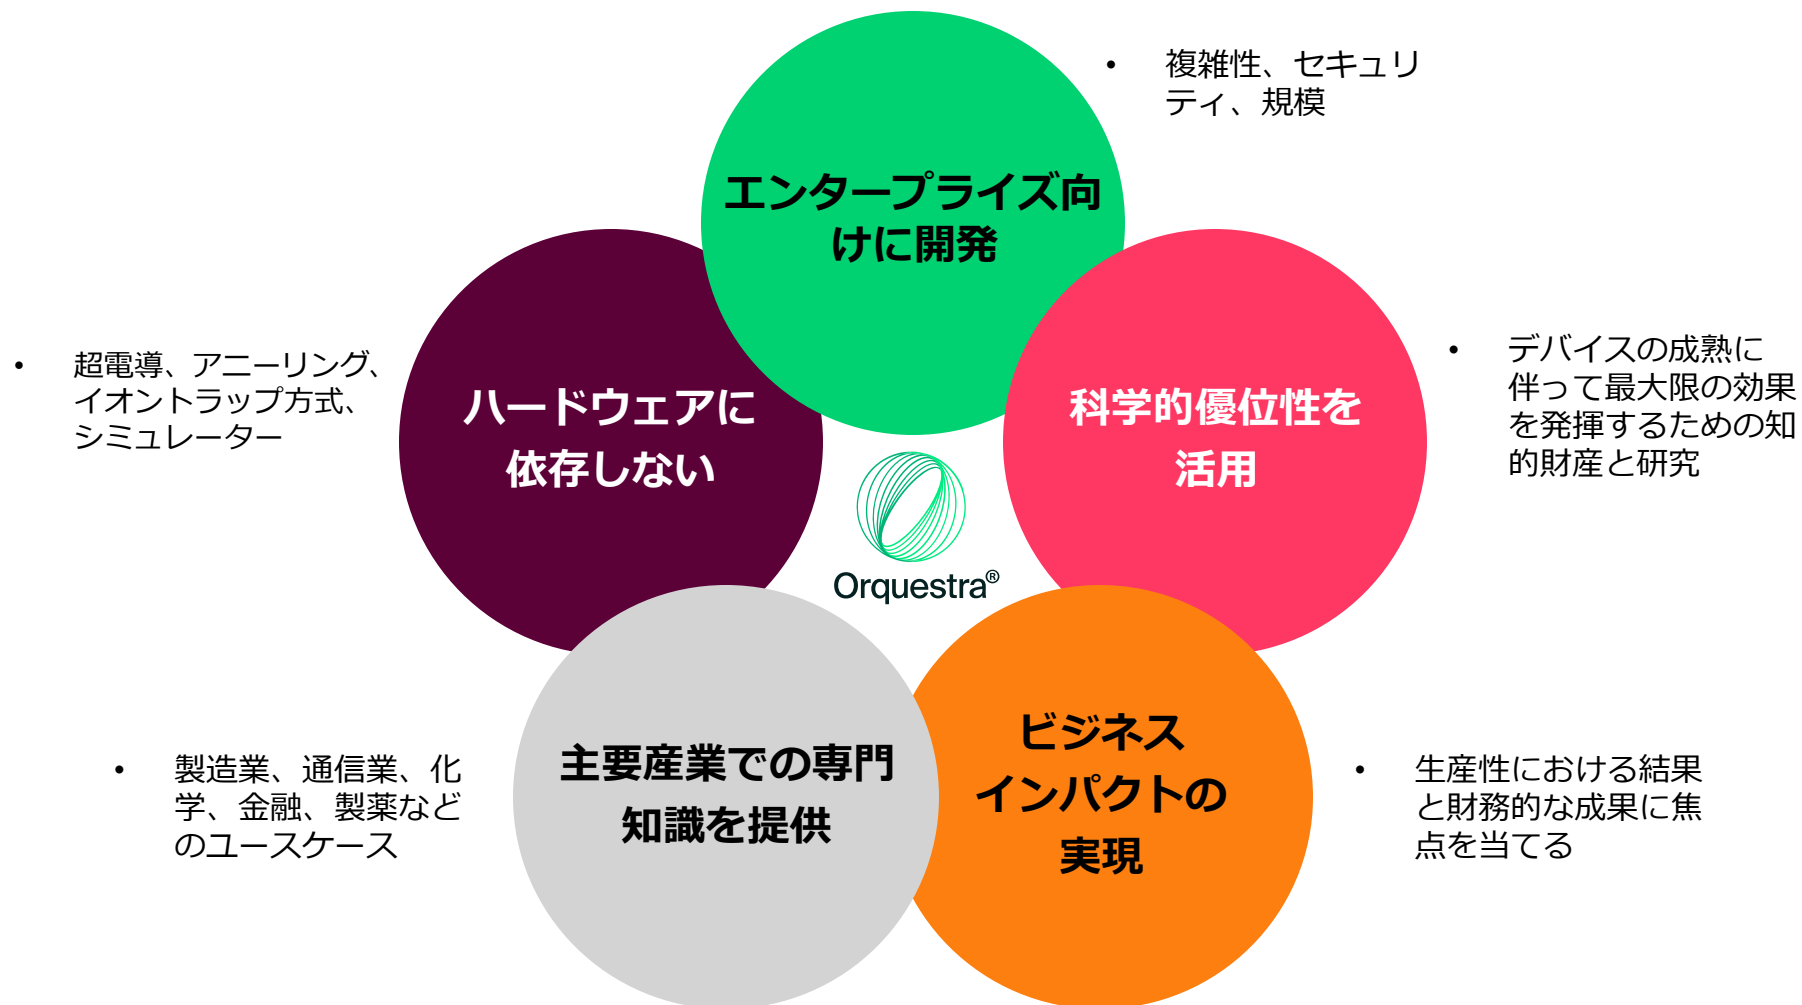 • 複雑性、セキュリ
ティ、規模
エンタープライズ向
けに開発
• 超電導、アニーリング、
イオントラップ方式、
シミュレーター
ハードウェアに
依存しない
科学的優位性を
活用
• デバイスの成熟に
伴って最大限の効果
を発揮するための知
的財産と研究
Orquestra®
• 製造業、通信業、化
学、金融、製薬など
のユースケース
主要産業での専門
知識を提供
ビジネス
インパクトの
実現
• 生産性における結果
と財務的な成果に焦
点を当てる